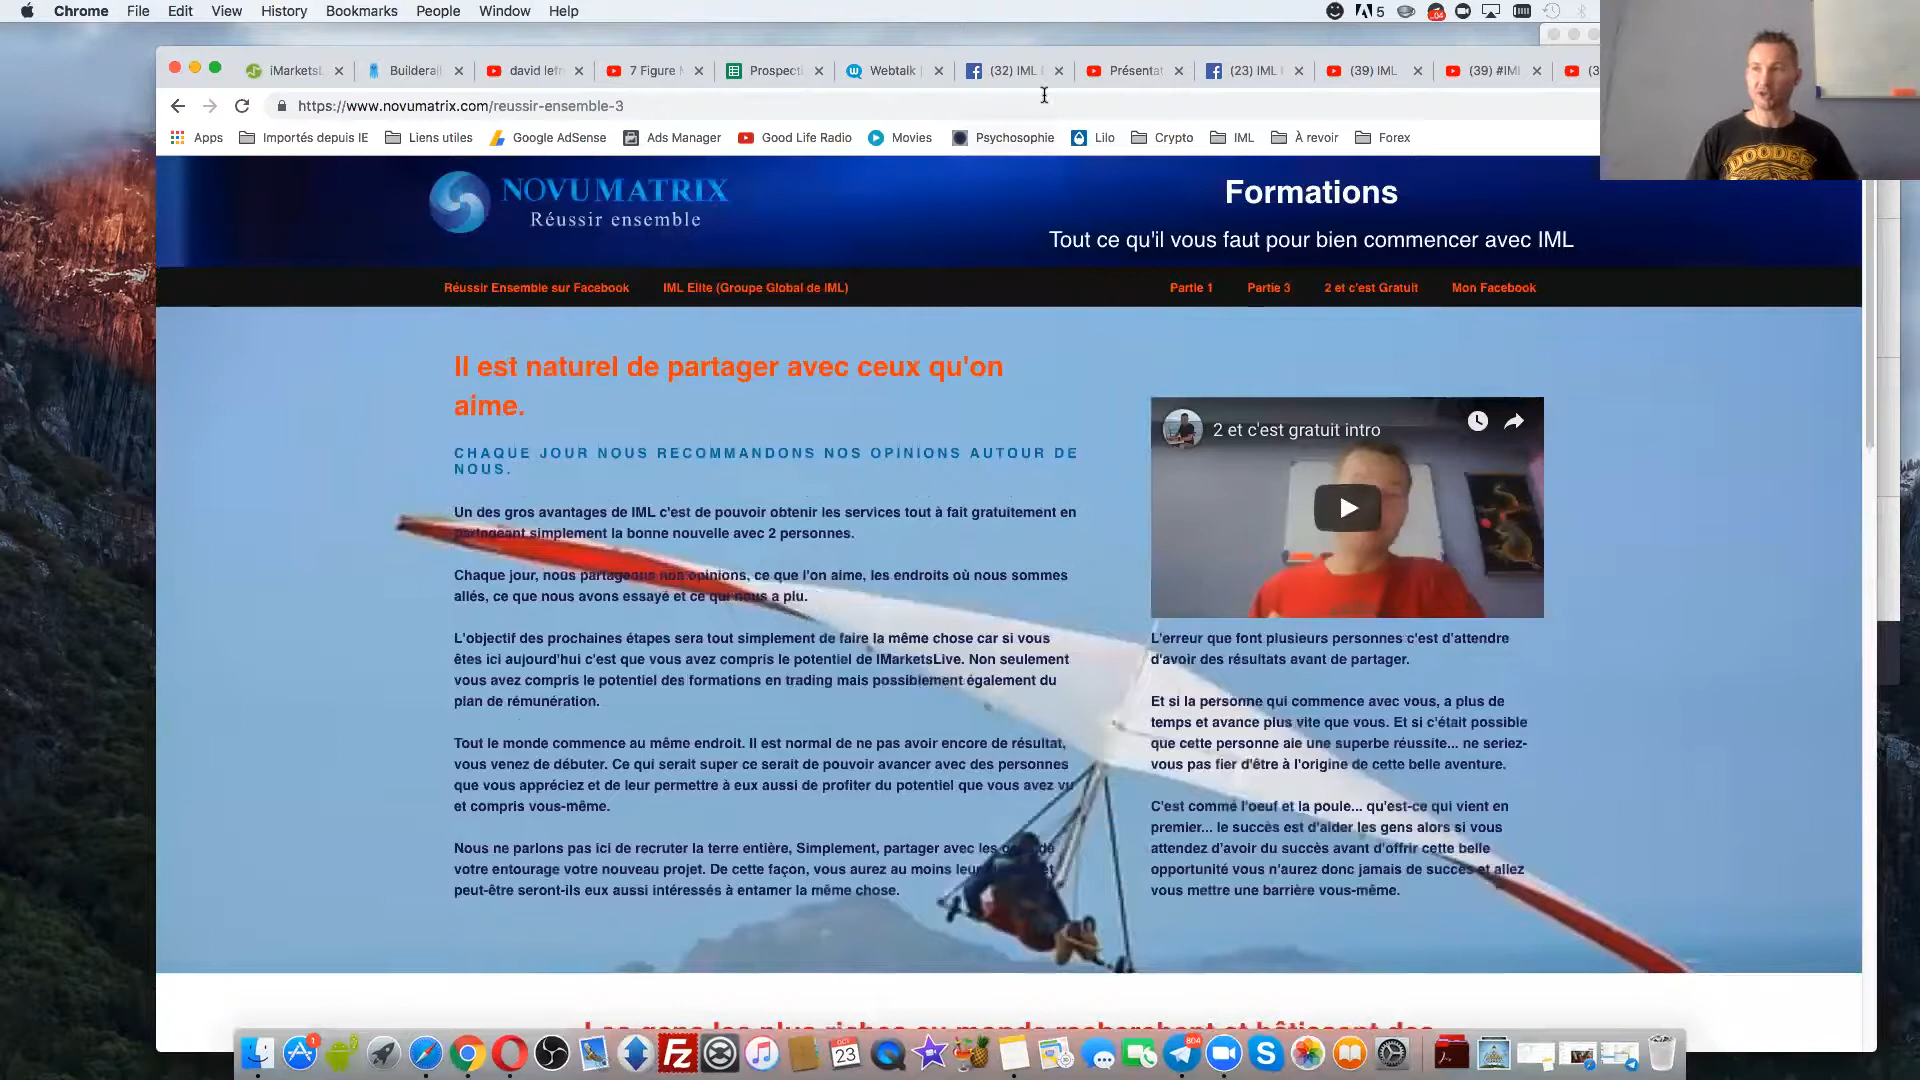 Chrome File Edit View History Bookmarks People Window Help
5
iMarketsL
Builderall
david lefr
7 Figure
Prospecti
Webtalk
(32) IML
Présentat
(23) IML
(39) IML
(39) #IML
https://www.novumatrix.com/reussir-ensemble-3
Apps Importés depuis IE Liens utiles Google AdSense Ads Manager Good Life Radio Movies Psychosophie Lilo Crypto IML À revoir Forex
NOVUMATRIX
Réussir ensemble
Formations
Tout ce qu'il vous faut pour bien commencer avec IML
Réussir Ensemble sur Facebook IML Elite (Groupe Global de IML) Partie 1 Partie 3 2 et c'est Gratuit Mon Facebook
Il est naturel de partager avec ceux qu'on
aime.
CHAQUE JOUR NOUS RECOMMANDONS NOS OPINIONS AUTOUR DE
NOUS.
Un des gros avantages de IML c'est de pouvoir obtenir les services tout à fait gratuitement en
partageant simplement la bonne nouvelle avec 2 personnes.
Chaque jour, nous partageons nos opinions, ce que l'on aime, les endroits où nous sommes
allés, ce que nous avons essayé et ce qui nous a plu.
L'objectif des prochaines étapes sera tout simplement de faire la même chose car si vous
êtes ici aujourd'hui c'est que vous avez compris le potentiel de IMarketsLive. Non seulement
vous avez compris le potentiel des formations en trading mais possiblement également du
plan de rémunération.
Tout le monde commence au même endroit. Il est normal de ne pas avoir encore de résultat,
vous venez de débuter. Ce qui serait super ce serait de pouvoir avancer avec des personnes
que vous appréciez et de leur permettre à eux aussi de profiter du potentiel que vous avez vu
et compris vous-même.
Nous ne parlons pas ici de recruter la terre entière, Simplement, partager avec les
votre entourage votre nouveau projet. De cette façon, vous aurez au moins leur
peut-être seront-ils eux aussi intéressés à entamer la même chose.
2 et c'est gratuit intro
L'erreur que font plusieurs personnes c'est d'attendre
d'avoir des résultats avant de partager.
Et si la personne qui commence avec vous, a plus de
temps et avance plus vite que vous. Et si c'était possible
que cette personne aie une superbe réussite... ne seriez-
vous pas fier d'être à l'origine de cette belle aventure.
C'est comme l'oeuf et la poule... qu'est-ce qui vient en
premier... le succès est d'aider les gens alors si vous
attendez d'avoir du succès avant d'offrir cette belle
opportunité vous n'aurez donc jamais de succès et allez
vous mettre une barrière vous-même.
Les gens les plus riches au monde recherchent et bâtissent des
DOODEE
1
OCT
23
804